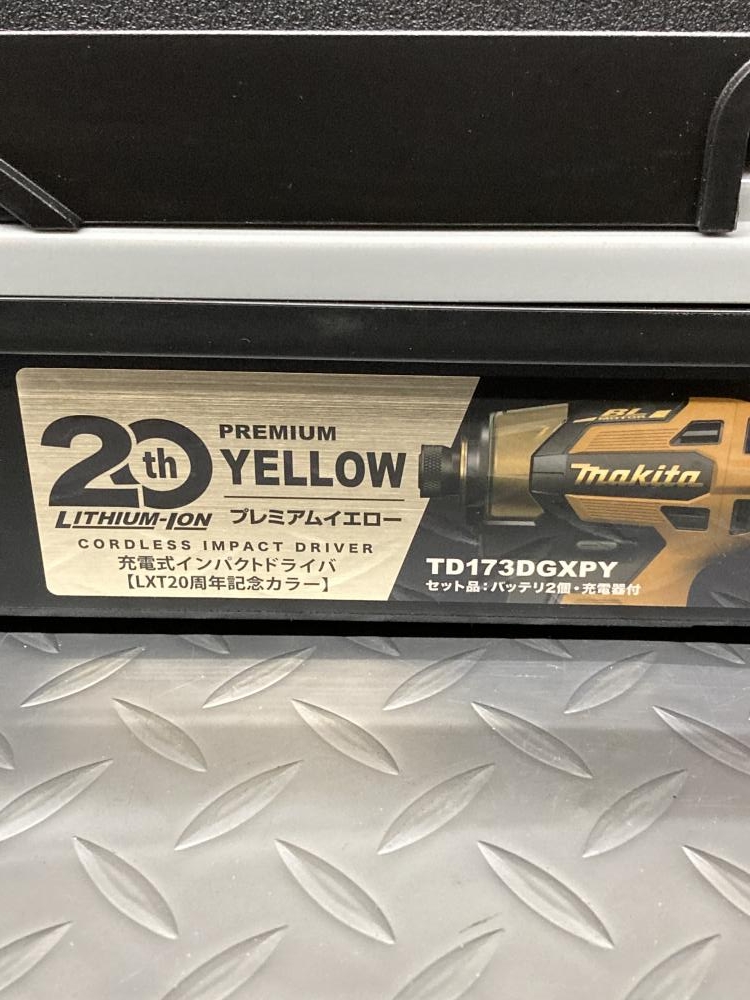 20th
LITHIUM-ION
PREMIUM
YELLOW
プレミアムイエロー
CORDLESS IMPACT DRIVER
充電式インパクトドライバ
【LXT20周年記念カラー】
BL
MOTOR
makita
TD173DGXPY
セット品：バッテリ2個・充電器付